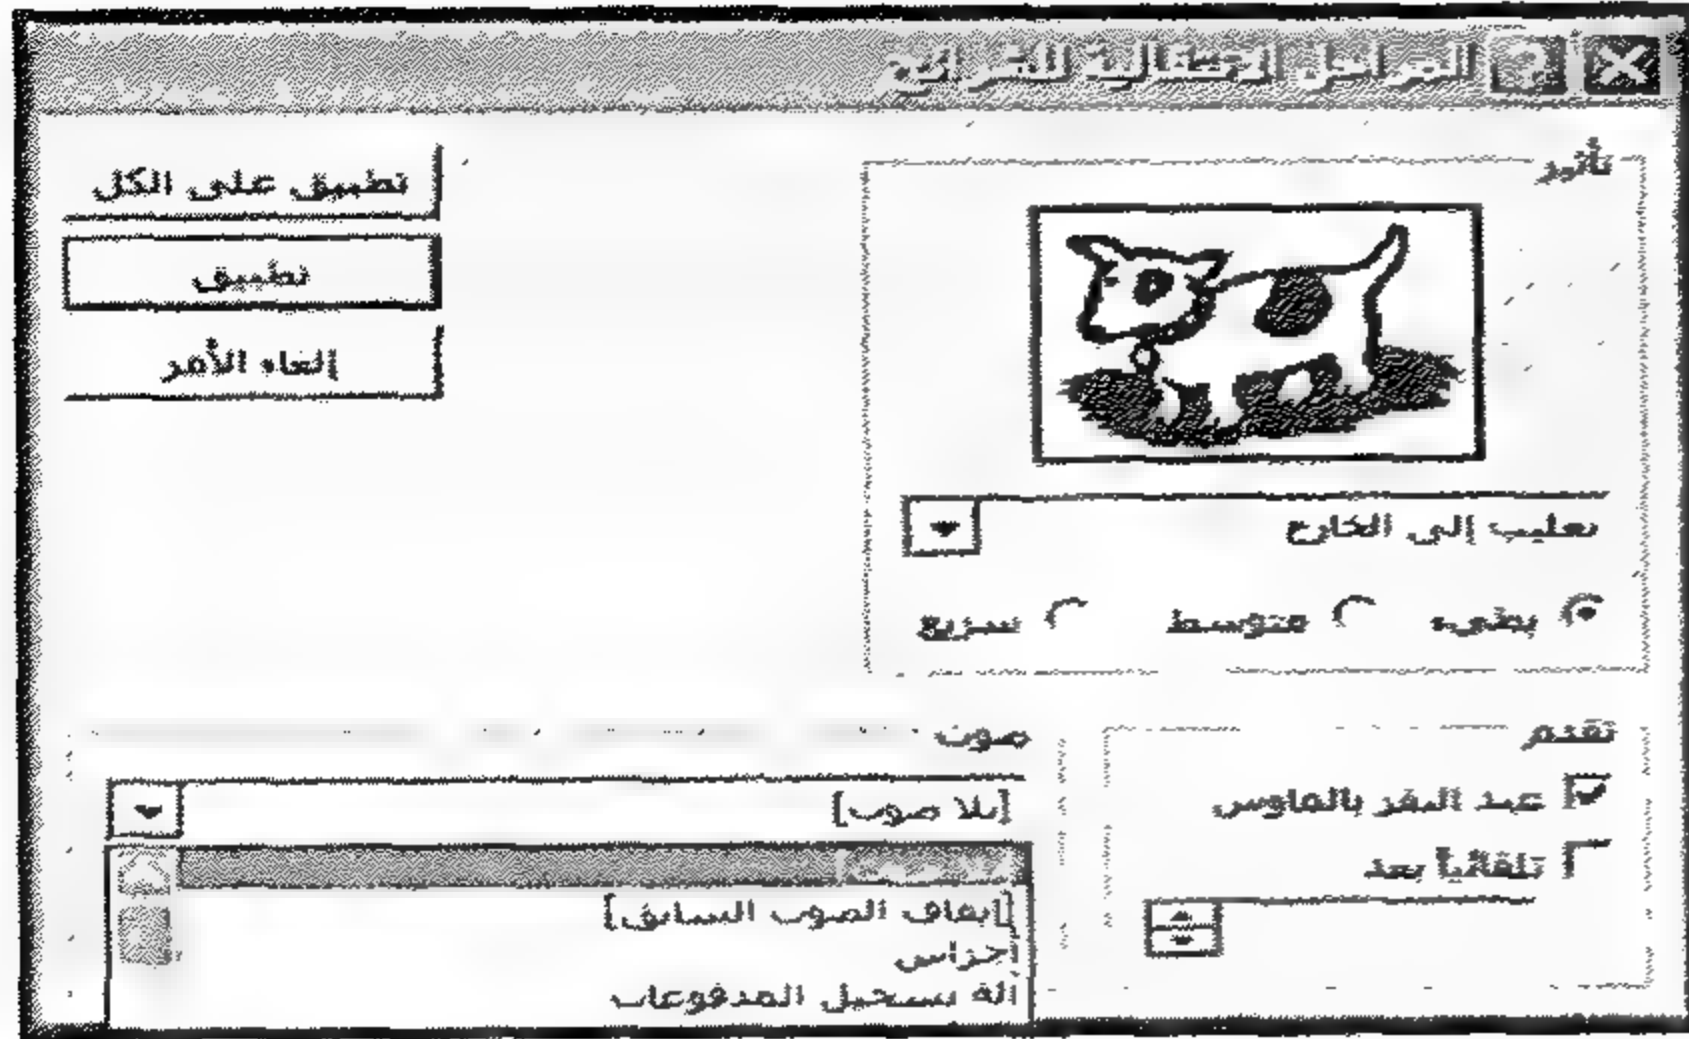 المراحل الانتقالية للشرائح
تأثير
تطبيق على الكل
تطبيق
إلغاء الأمر
تعليب إلى الخارج
بطيء
متوسط
سريع
تقدم
عند النقر بالماوس
تلقائياً بعد
صوت
[بلا صوت]
[إيقاف الصوت السابق]
أجراس
آلة تسجيل المدفوعات